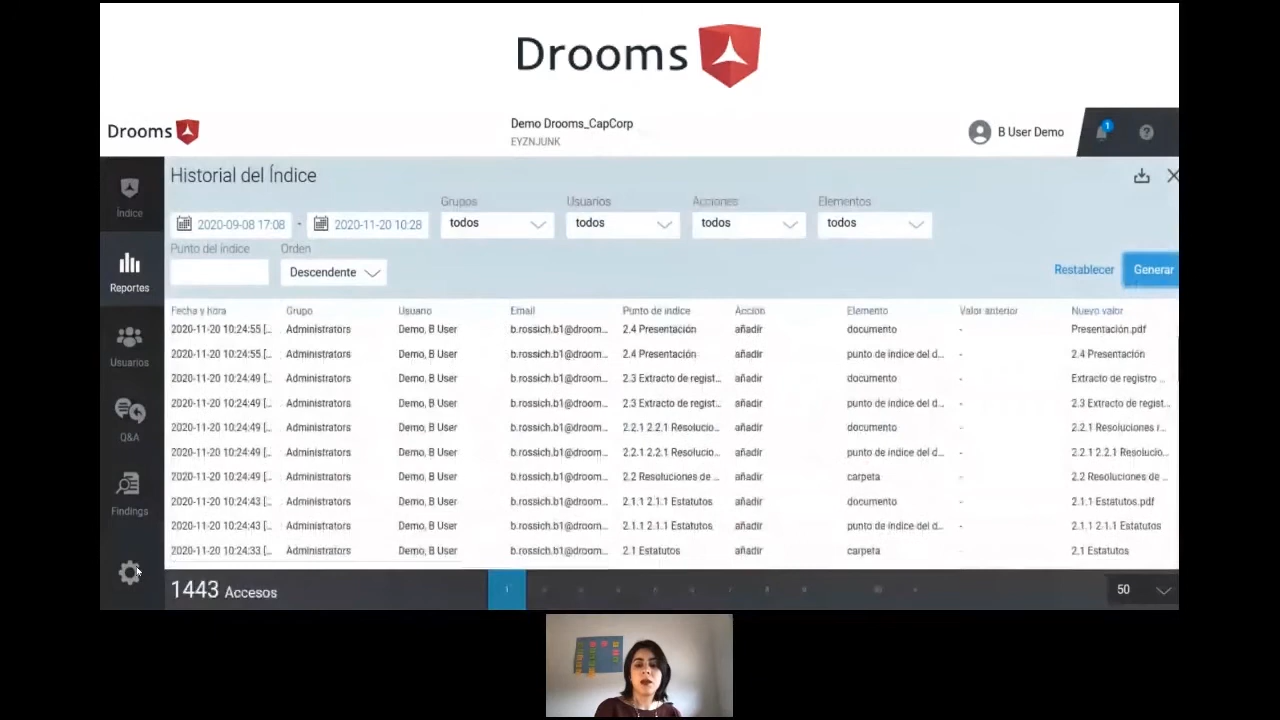 Drooms
Drooms
Demo Drooms_CapCorp
EYZNJUNK
B User Demo
1
Índice
Reportes
Usuarios
Q&A
Findings
Historial del Índice
Grupos Usuarios Acciones Elementos
2020-09-08 17:08 - 2020-11-20 10:28 todos todos todos todos
Punto del índice Orden
Descendente
Restablecer Generar
Fecha y hora Grupo Usuario Email Punto de índice Acción Elemento Valor anterior Nuevo valor
2020-11-20 10:24:55 [... Administrators Demo, B User b.rossich.b1@droom... 2.4 Presentación añadir documento - Presentación.pdf
2020-11-20 10:24:55 [... Administrators Demo, B User b.rossich.b1@droom... 2.4 Presentación añadir punto de índice del d... - 2.4 Presentación
2020-11-20 10:24:49 [... Administrators Demo, B User b.rossich.b1@droom... 2.3 Extracto de regist... añadir documento - Extracto de registro ...
2020-11-20 10:24:49 [... Administrators Demo, B User b.rossich.b1@droom... 2.3 Extracto de regist... añadir punto de índice del d... - 2.3 Extracto de regist...
2020-11-20 10:24:49 [... Administrators Demo, B User b.rossich.b1@droom... 2.2.1 2.2.1 Resolucio... añadir documento - 2.2.1 Resoluciones r...
2020-11-20 10:24:49 [... Administrators Demo, B User b.rossich.b1@droom... 2.2.1 2.2.1 Resolucio... añadir punto de índice del d... - 2.2.1 2.2.1 Resolucio...
2020-11-20 10:24:49 [... Administrators Demo, B User b.rossich.b1@droom... 2.2 Resoluciones de ... añadir carpeta - 2.2 Resoluciones de ...
2020-11-20 10:24:43 [... Administrators Demo, B User b.rossich.b1@droom... 2.1.1 2.1.1 Estatutos añadir documento - 2.1.1 Estatutos.pdf
2020-11-20 10:24:43 [... Administrators Demo, B User b.rossich.b1@droom... 2.1.1 2.1.1 Estatutos añadir punto de índice del d... - 2.1.1 2.1.1 Estatutos
2020-11-20 10:24:33 [... Administrators Demo, B User b.rossich.b1@droom... 2.1 Estatutos añadir carpeta - 2.1 Estatutos
1443 Accesos 1 50